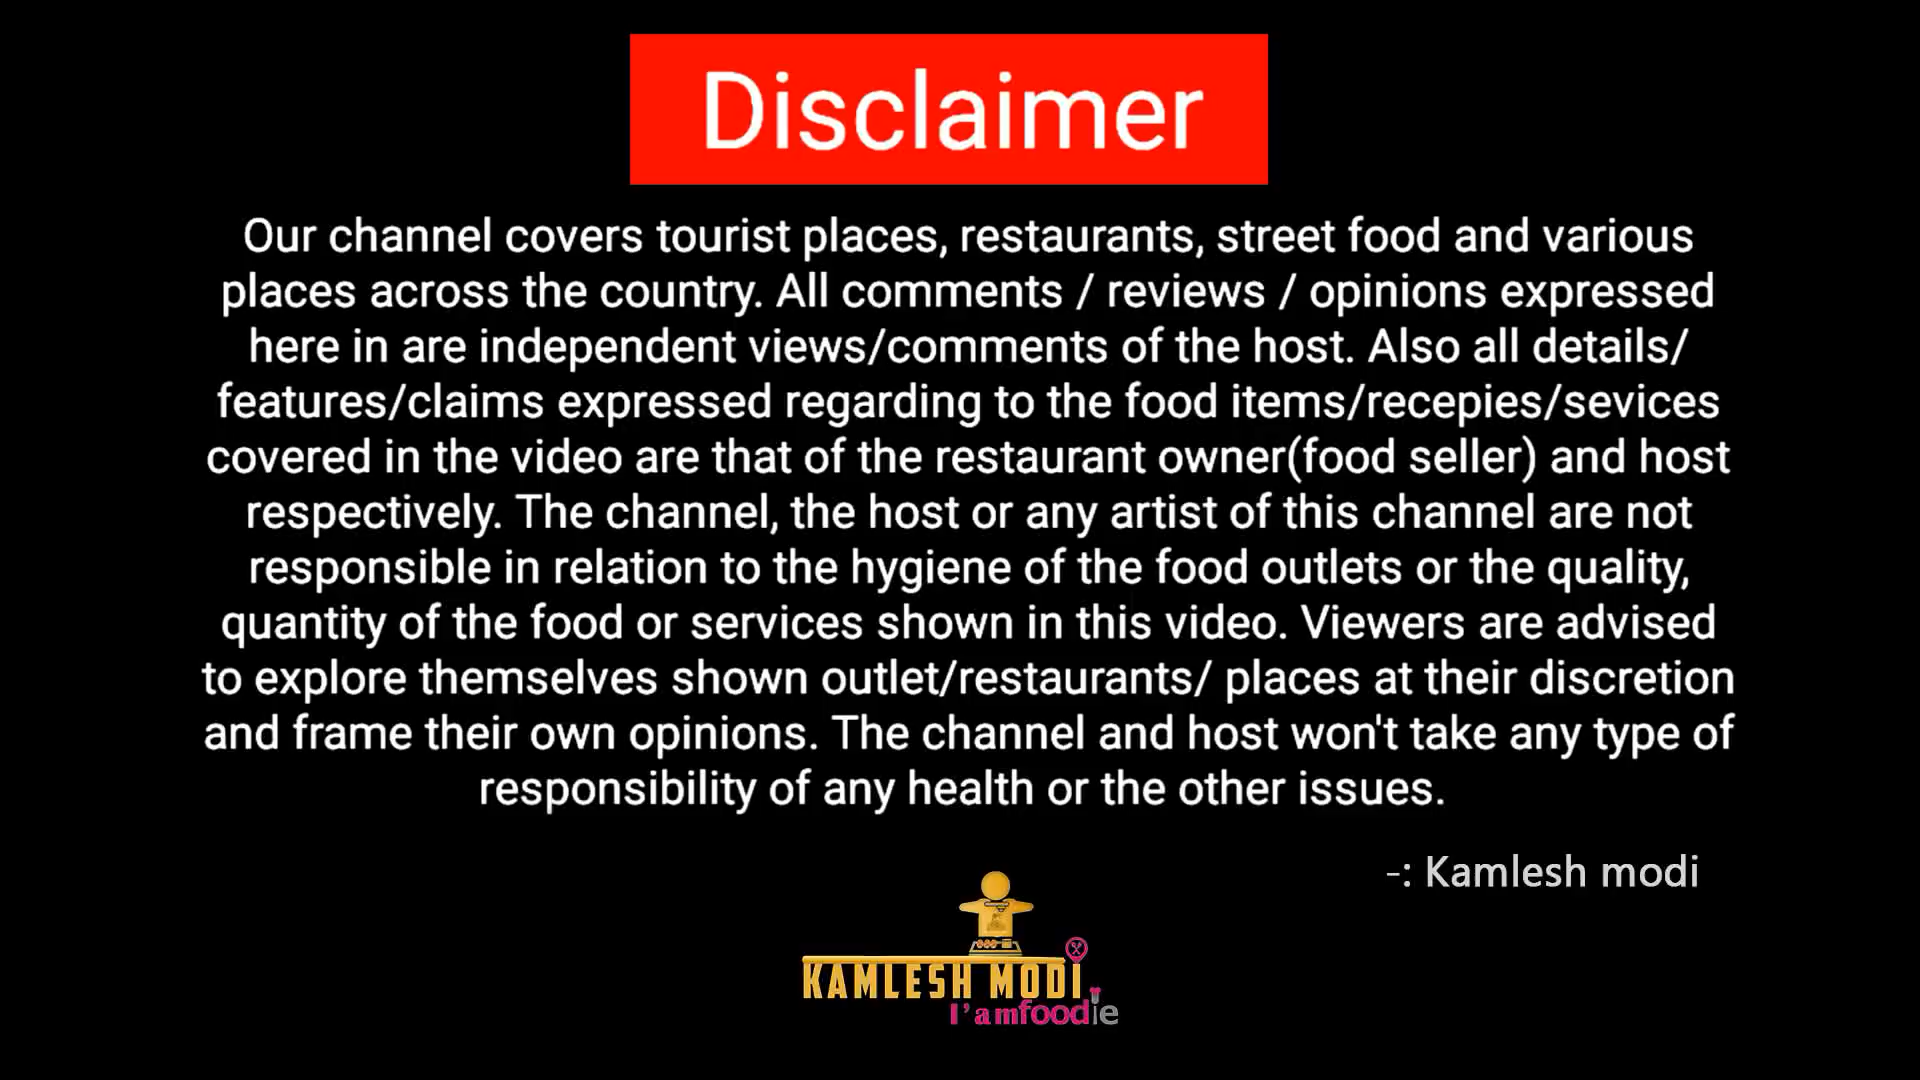 Disclaimer
Our channel covers tourist places, restaurants, street food and various
places across the country. All comments / reviews / opinions expressed
here in are independent views/comments of the host. Also all details/
features/claims expressed regarding to the food items/recepies/sevices
covered in the video are that of the restaurant owner(food seller) and host
respectively. The channel, the host or any artist of this channel are not
responsible in relation to the hygiene of the food outlets or the quality,
quantity of the food or services shown in this video. Viewers are advised
to explore themselves shown outlet/restaurants/ places at their discretion
and frame their own opinions. The channel and host won't take any type of
responsibility of any health or the other issues.
-: Kamlesh modi
KAMLESH MODI
I'amfoodie